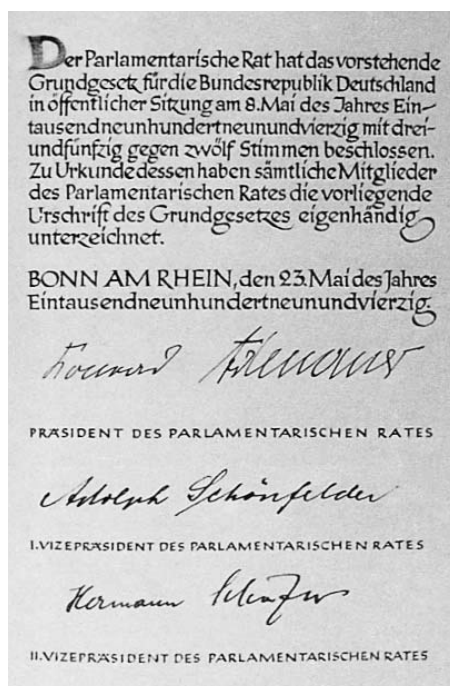 Der Parlamentarische Rat hat das vorstehende
Grundgesetz für die Bundesrepublik Deutschland
in öffentlicher Sitzung am 8. Mai des Jahres Ein-
tausendneunhundertneunundvierzig mit drei-
undfünfzig gegen zwölf Stimmen beschlossen.
Zu Urkunde dessen haben sämtliche Mitglieder
des Parlamentarischen Rates die vorliegende
Urschrift des Grundgesetzes eigenhändig
unterzeichnet.
BONN AM RHEIN, den 23. Mai des Jahres
Eintausendneunhundertneunundvierzig.
Konrad Adenauer
PRÄSIDENT DES PARLAMENTARISCHEN RATES
Adolph Schönfelder
I. VIZEPRÄSIDENT DES PARLAMENTARISCHEN RATES
Hermann Schäfer
II. VIZEPRÄSIDENT DES PARLAMENTARISCHEN RATES